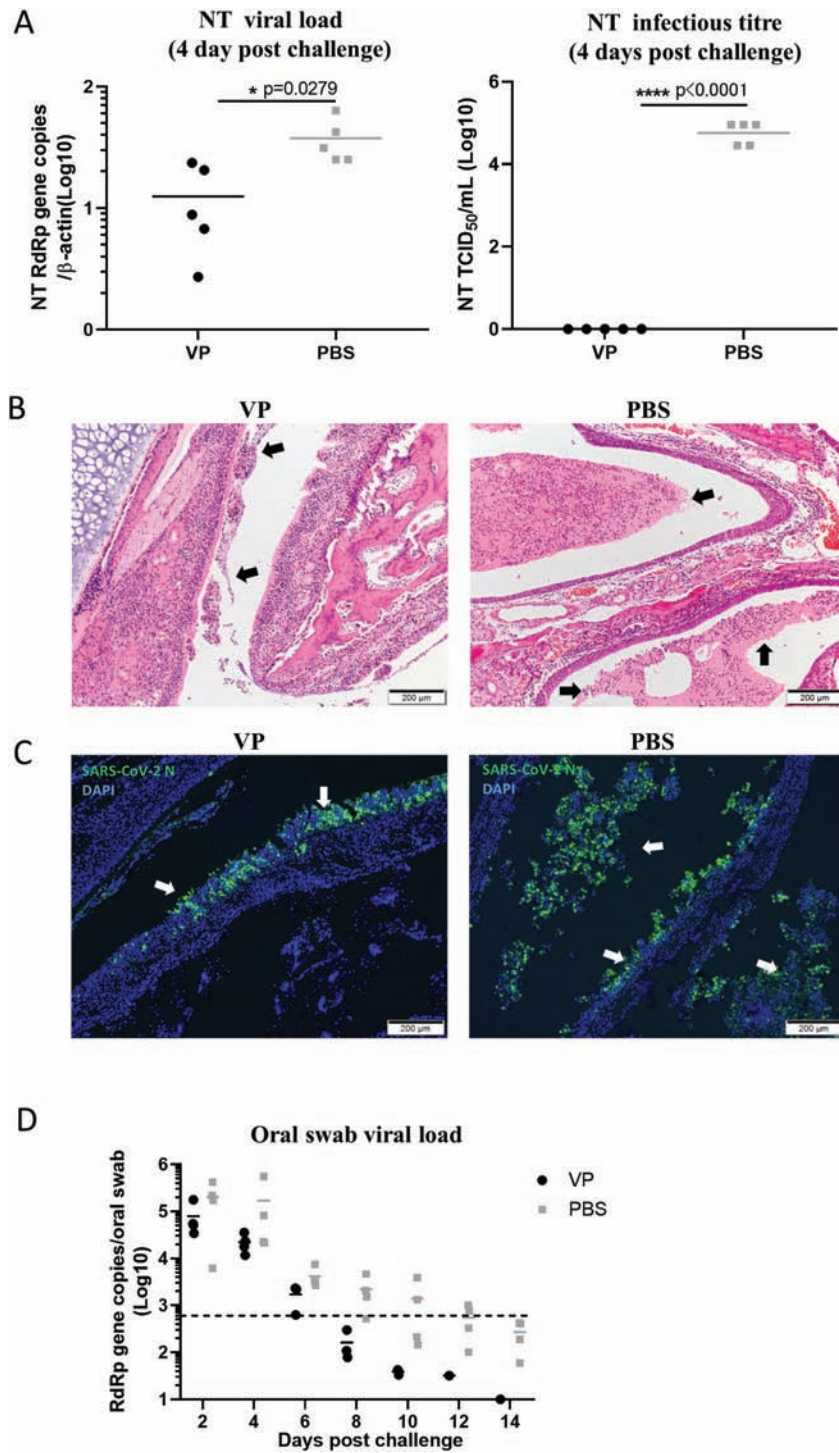 A
NT viral load
(4 day post challenge)
NT infectious titre
(4 days post challenge)
NT RdRp gene copies
/β-actin(Log10)
2
1
0
* p=0.0279
VP
PBS
NT TCID50/mL (Log10)
6
4
2
0
**** p<0.0001
VP
PBS
B
VP
PBS
200 µm
200 µm
C
VP
PBS
SARS-CoV-2 N
DAPI
SARS-CoV-2 N
DAPI
200 µm
200 µm
D
Oral swab viral load
RdRp gene copies/oral swab
(Log10)
6
5
4
3
2
1
2 4 6 8 10 12 14
Days post challenge
VP
PBS